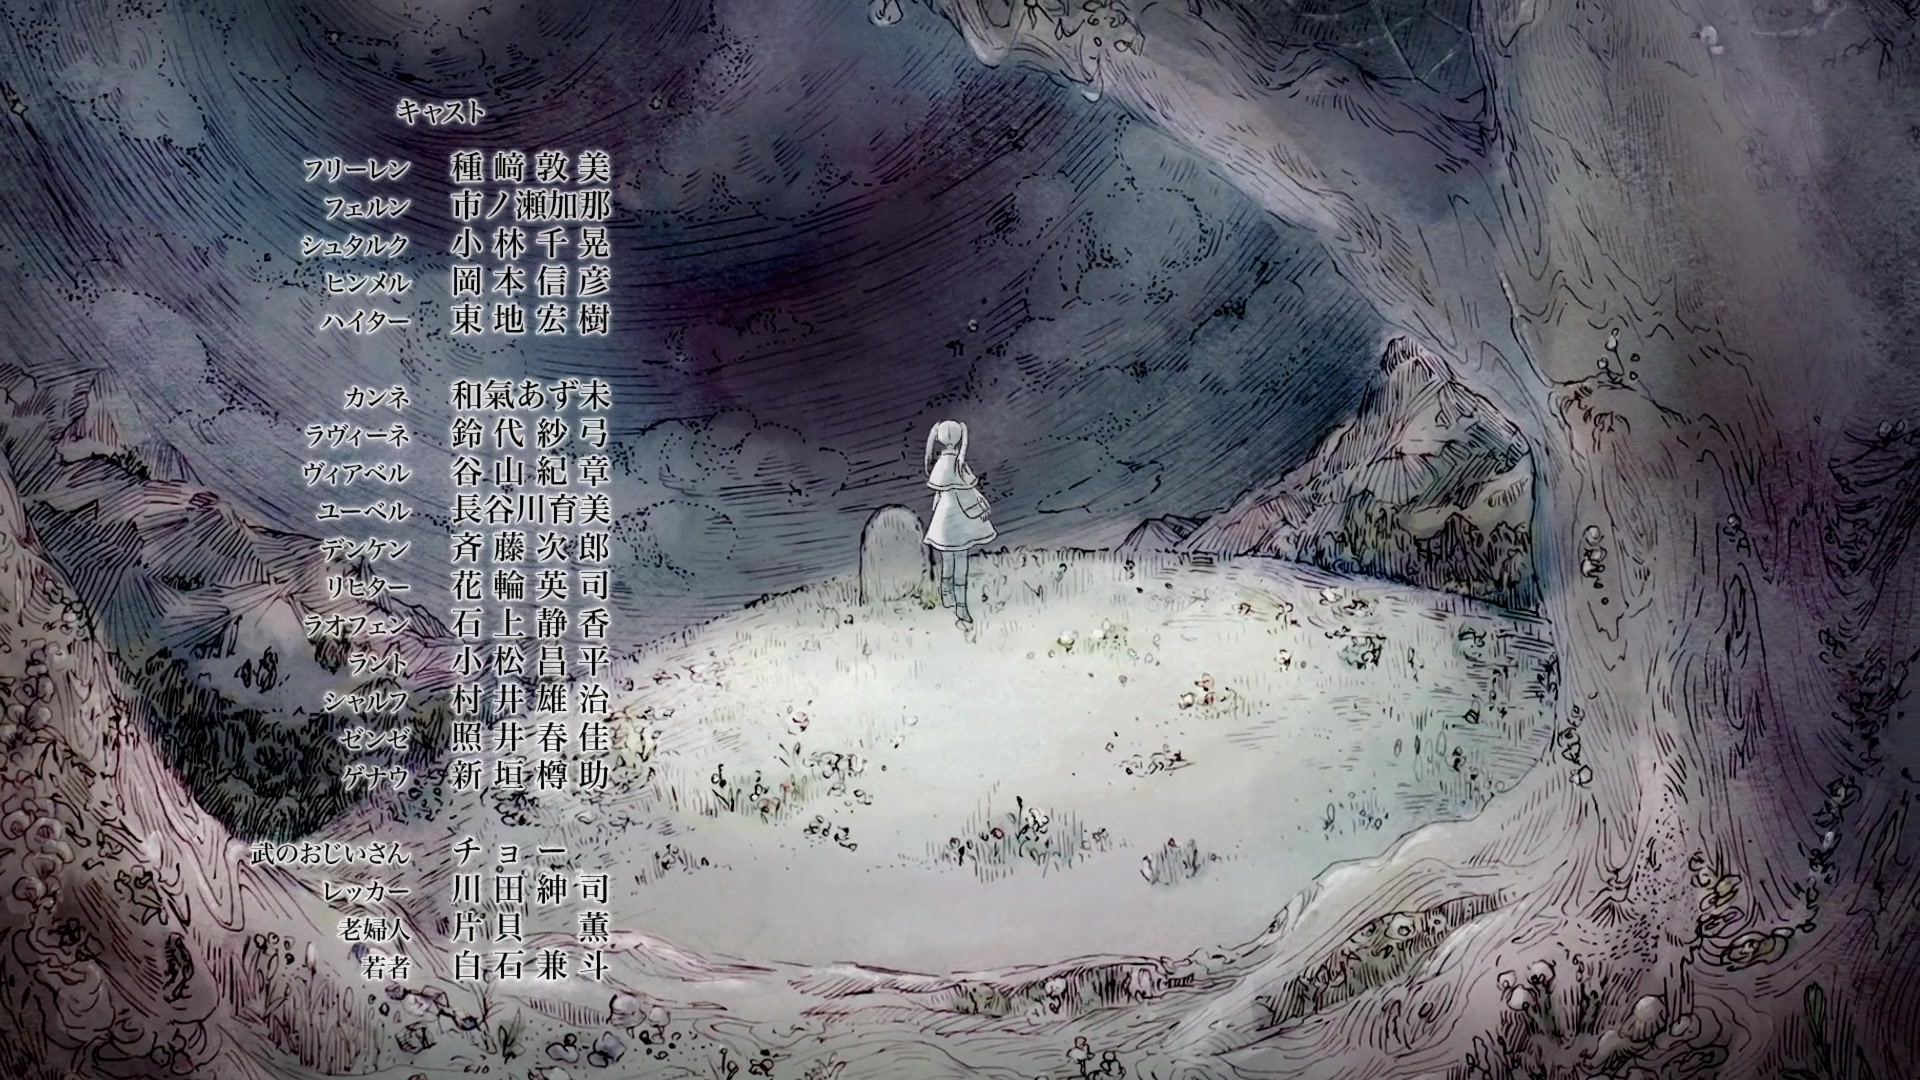 キャスト
フリーレン 種﨑敦美
フェルン 市ノ瀬加那
シュタルク 小林千晃
ヒンメル 岡本信彦
ハイター 東地宏樹
カンネ 和氣あず未
ラヴィーネ 鈴代紗弓
ヴィアベル 谷山紀章
ユーベル 長谷川育美
デンケン 斉藤次郎
リヒター 花輪英司
ラオフェン 石上静香
ラント 小松昌平
シャルフ 村井雄治
ゼンゼ 照井春佳
ゲナウ 新垣樽助
武のおじいさん チョー
レッカー 川田紳司
老婦人 片貝薫
若者 白石兼斗